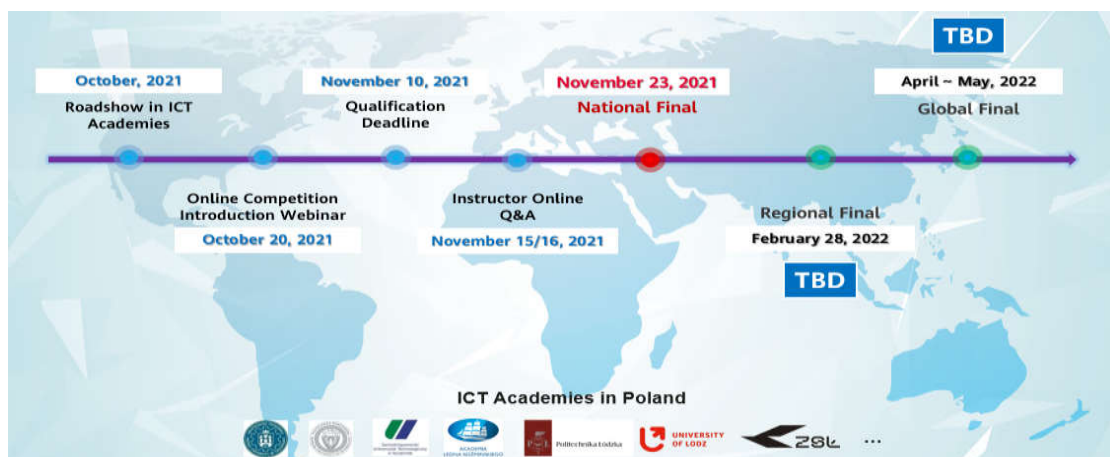 TBD
October, 2021
November 10, 2021
November 23, 2021
April ~ May, 2022
Roadshow in ICT
Academies
Qualification
Deadline
National Final
Global Final
Online Competition
Introduction Webinar
October 20, 2021
Instructor Online
Q&A
November 15/16, 2021
Regional Final
February 28, 2022
TBD
ICT Academies in Poland
Politechnika Łódzka
UNIVERSITY
OF LODZ
ZSŁ
...